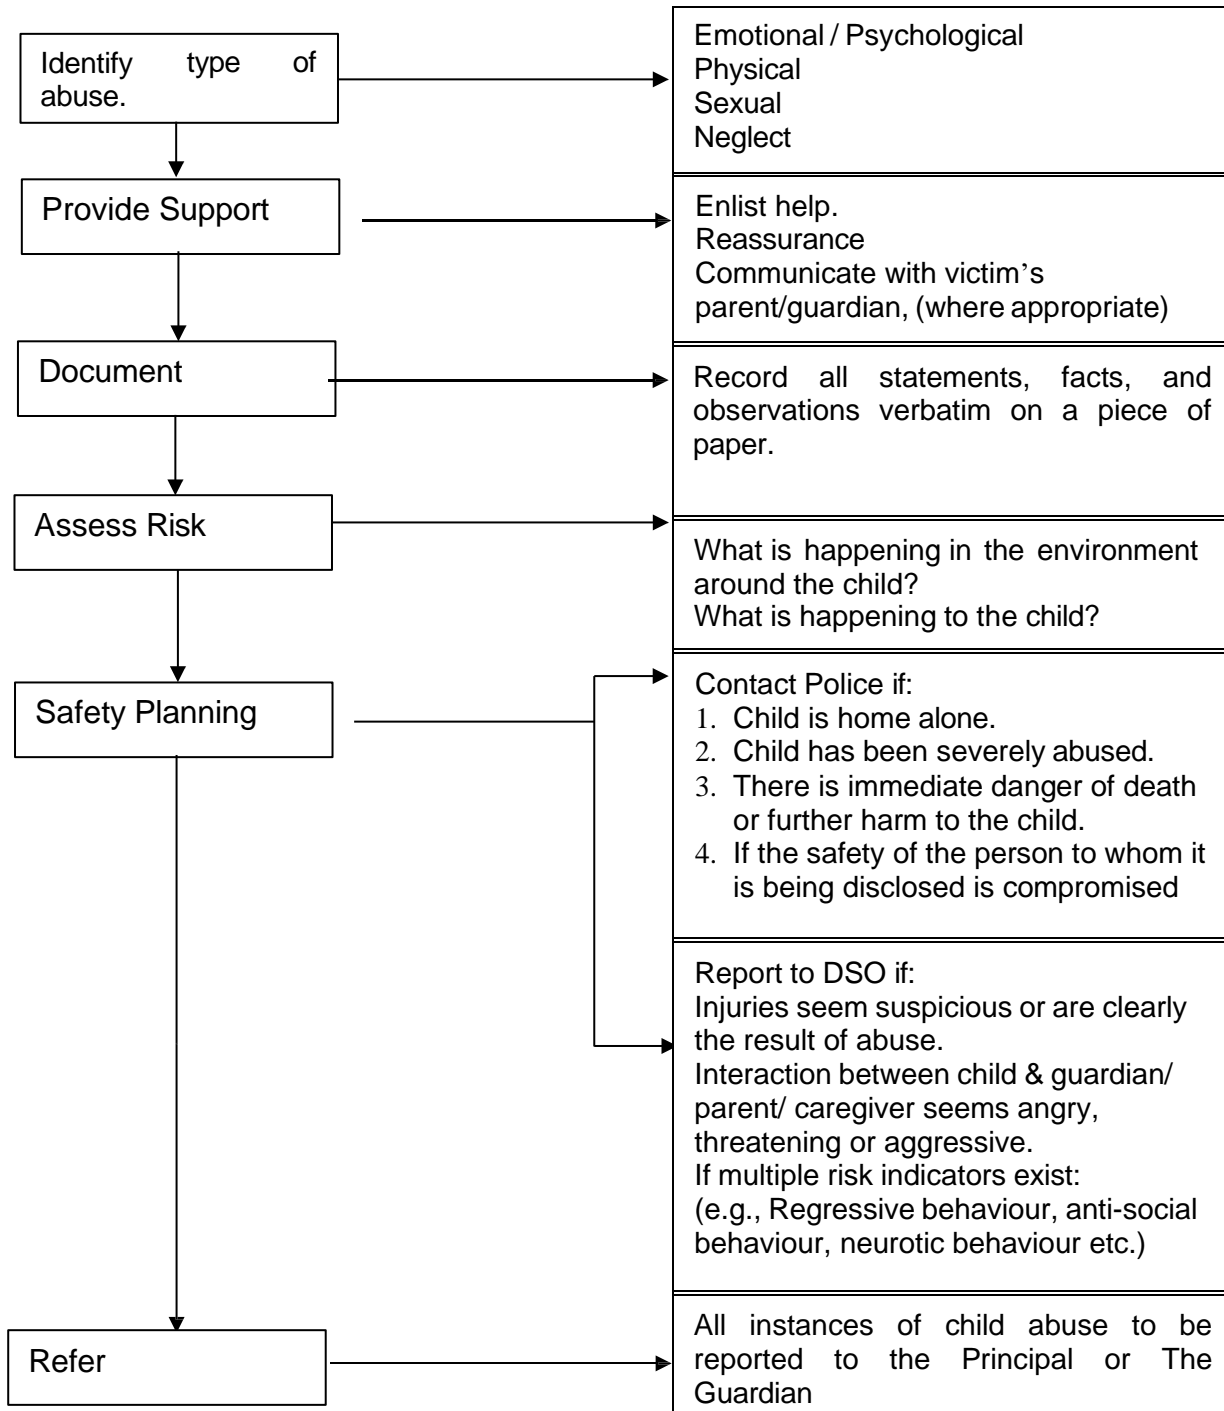 Identify type of
abuse.
Emotional / Psychological
Physical
Sexual
Neglect
Provide Support
Enlist help.
Reassurance
Communicate with victim’s
parent/guardian, (where appropriate)
Document
Record all statements, facts, and
observations verbatim on a piece of
paper.
Assess Risk
What is happening in the environment
around the child?
What is happening to the child?
Safety Planning
Contact Police if:
1. Child is home alone.
2. Child has been severely abused.
3. There is immediate danger of death
or further harm to the child.
4. If the safety of the person to whom it
is being disclosed is compromised
Report to DSO if:
Injuries seem suspicious or are clearly
the result of abuse.
Interaction between child & guardian/
parent/ caregiver seems angry,
threatening or aggressive.
If multiple risk indicators exist:
(e.g., Regressive behaviour, anti-social
behaviour, neurotic behaviour etc.)
Refer
All instances of child abuse to be
reported to the Principal or The
Guardian